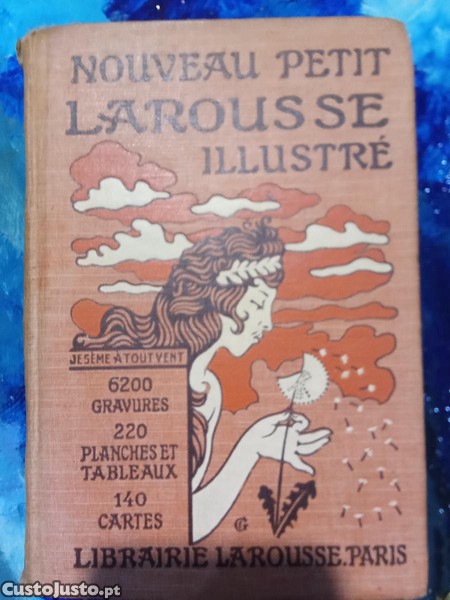 NOUVEAU PETIT
LAROUSSE
ILLUSTRÉ
JE SÈME À TOUT VENT
6200
GRAVURES
220
PLANCHES ET
TABLEAUX
140
CARTES
EG
LIBRAIRIE LAROUSSE.PARIS
CustoJusto.pt